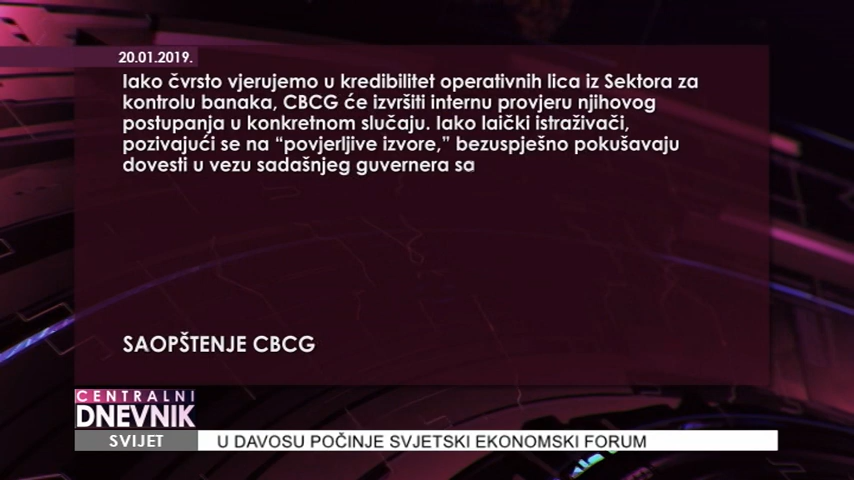 20.01.2019.
Iako čvrsto vjerujemo u kredibilitet operativnih lica iz Sektora za
kontrolu banaka, CBCG će izvršiti internu provjeru njihovog
postupanja u konkretnom slučaju. Iako laički istraživači,
pozivajući se na “povjerljive izvore,” bezuspješno pokušavaju
dovesti u vezu sadašnjeg guvernera sa
SAOPŠTENJE CBCG
CENTRALNI
DNEVNIK
SVIJET U DAVOSU POČINJE SVJETSKI EKONOMSKI FORUM